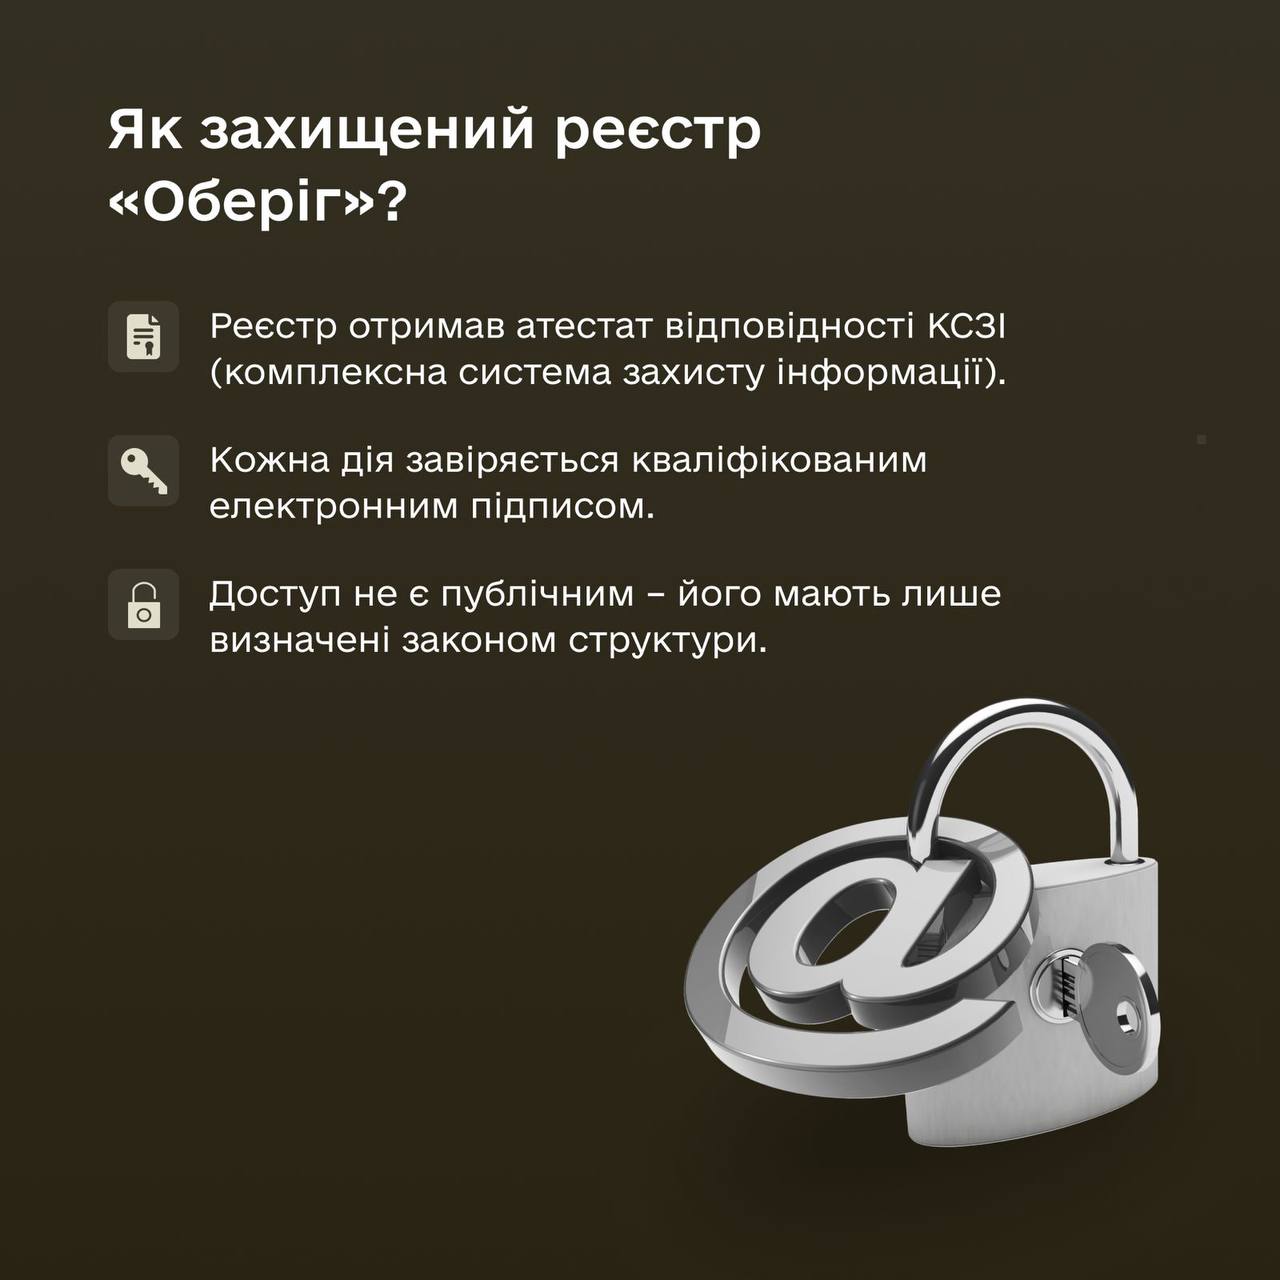 Як захищений реєстр
«Оберіг»?
Реєстр отримав атестат відповідності КСЗІ
(комплексна система захисту інформації).
Кожна дія завіряється кваліфікованим
електронним підписом.
Доступ не є публічним – його мають лише
визначені законом структури.
@